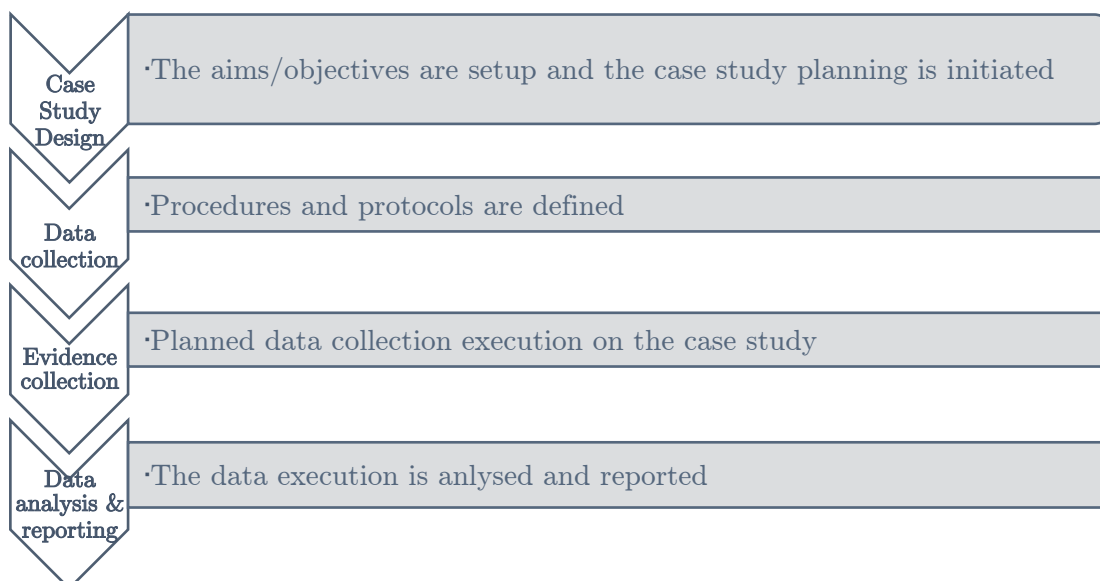 Case
Study
Design
·The aims/objectives are setup and the case study planning is initiated
Data
collection
·Procedures and protocols are defined
Evidence
collection
·Planned data collection execution on the case study
Data
analysis &
reporting
·The data execution is anlysed and reported